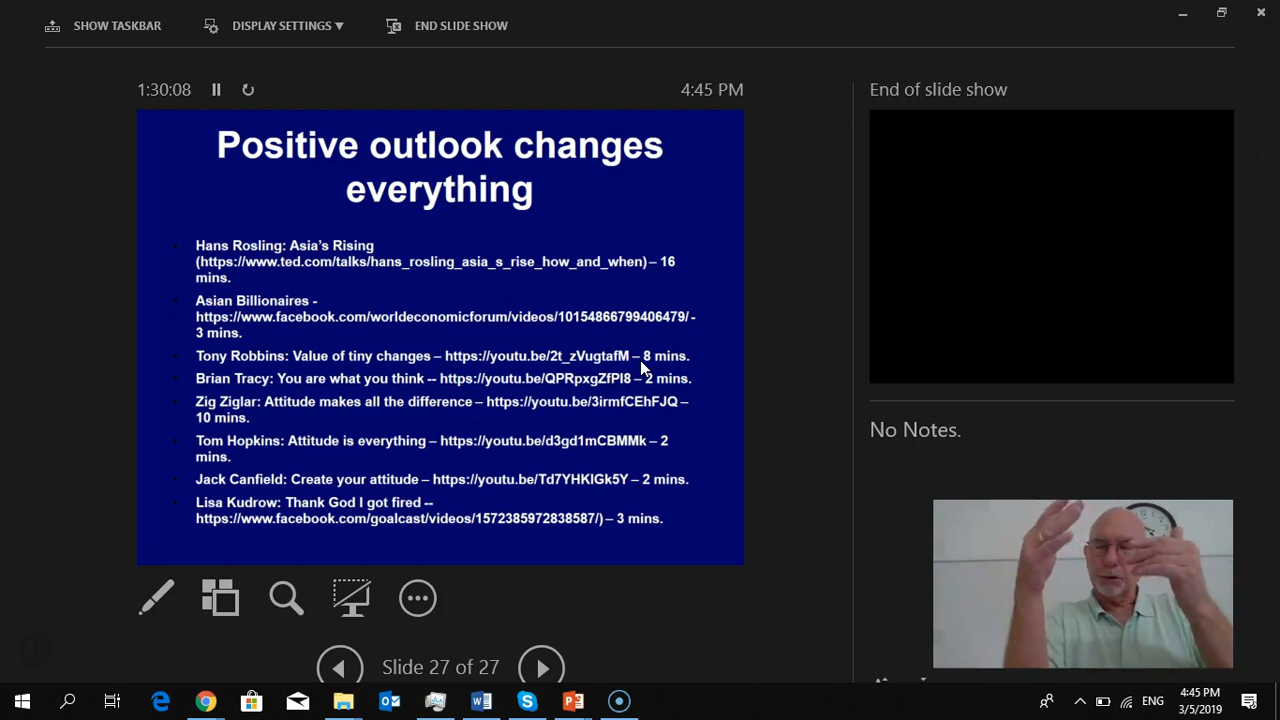 SHOW TASKBAR
DISPLAY SETTINGS ▼
END SLIDE SHOW
1:30:08
4:45 PM
End of slide show
Positive outlook changes
everything
Hans Rosling: Asia's Rising
(https://www.ted.com/talks/hans_rosling_asia_s_rise_how_and_when) – 16
mins.
Asian Billionaires -
https://www.facebook.com/worldeconomicforum/videos/10154866799406479/ -
3 mins.
Tony Robbins: Value of tiny changes – https://youtu.be/2t_zVugtafM – 8 mins.
Brian Tracy: You are what you think -- https://youtu.be/QPRpxgZfPI8 – 2 mins.
Zig Ziglar: Attitude makes all the difference – https://youtu.be/3irmfCEhFJQ –
10 mins.
Tom Hopkins: Attitude is everything – https://youtu.be/d3gd1mCBMMk – 2
mins.
Jack Canfield: Create your attitude – https://youtu.be/Td7YHKIGk5Y – 2 mins.
Lisa Kudrow: Thank God I got fired --
https://www.facebook.com/goalcast/videos/1572385972838587/) – 3 mins.
No Notes.
Slide 27 of 27
ENG
4:45 PM
3/5/2019